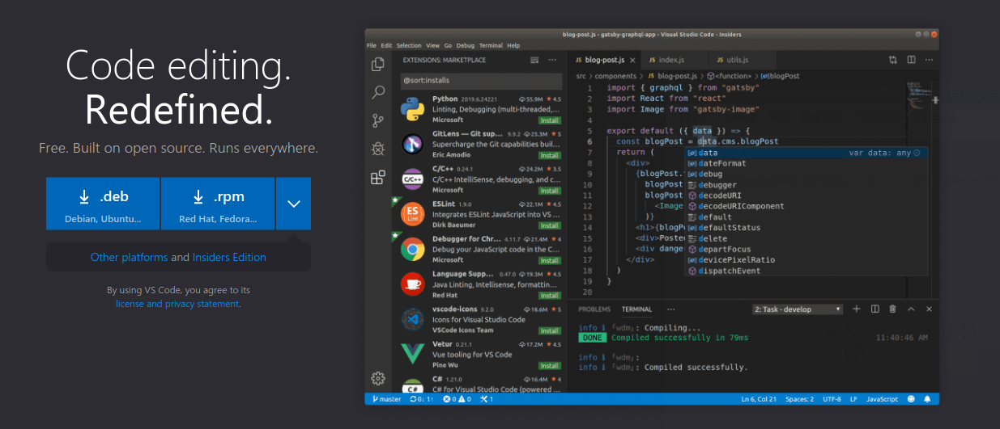 Code editing.
Redefined.
Free. Built on open source. Runs everywhere.
.deb
Debian, Ubuntu...
.rpm
Red Hat, Fedora...
Other platforms and Insiders Edition
By using VS Code, you agree to its
license and privacy statement.
blog-post.js - gatsby-graphql-app - Visual Studio Code - Insiders
File Edit Selection View Go Debug Terminal Help
EXTENSIONS: MARKETPLACE
@sort:installs
Python 2019.6.24221 55.9M ★ 4.5
Linting, Debugging (multi-threaded,...
Microsoft Install
GitLens — Git sup... 9.9.2 25.3M ★ 5
Supercharge the Git capabilities buil...
Eric Amodio Install
C/C++ 0.24.1 24.2M ★ 3.5
C/C++ IntelliSense, debugging, and c...
Microsoft Install
ESLint 1.9.0 22.1M ★ 4.5
Integrates ESLint JavaScript into VS ...
Dirk Baeumer Install
Debugger for Chr... 4.11.7 21.4M ★ 4
Debug your JavaScript code in the C...
Microsoft Install
Language Supp... 0.47.0 19.3M ★ 4.5
Java Linting, Intellisense, formattin...
Red Hat Install
vscode-icons 9.2.0 18.6M ★ 5
Icons for Visual Studio Code
VSCode Icons Team Install
Vetur 0.21.1 17.2M ★ 4.5
Vue tooling for VS Code
Pine Wu Install
C# 1.21.0 16.4M ★ 4
C# for Visual Studio Code (powered ...
C/C++
ES
Lint
C#
JS blog-post.js × JS index.js JS utils.js
src › components › JS blog-post.js › <function> › blogPost
1 import { graphql } from "gatsby"
2 import React from "react"
3 import Image from "gatsby-image"
4
5 export default ({ data }) => {
6 const blogPost = data.cms.blogPost
7 return (
8 <div>
9 {blogPost.
10 blogPost
11 blogPost
12 <Image
13 )}
14 <h1>{blogP
15 <div>Poste
16 <div dange
17 </div>
18 )
19 }
20
data var data: any
dateFormat
debug
debugger
decodeURI
decodeURIComponent
default
defaultStatus
delete
departFocus
devicePixelRatio
dispatchEvent
PROBLEMS TERMINAL ... 2: Task - develop
info i ｢wdm｣: Compiling...
DONE Compiled successfully in 79ms 11:40:46 AM
info i ｢wdm｣:
info i ｢wdm｣: Compiled successfully.
master 0↓ 1↑ 0 0 1 Ln 6, Col 21 Spaces: 2 UTF-8 LF JavaScript